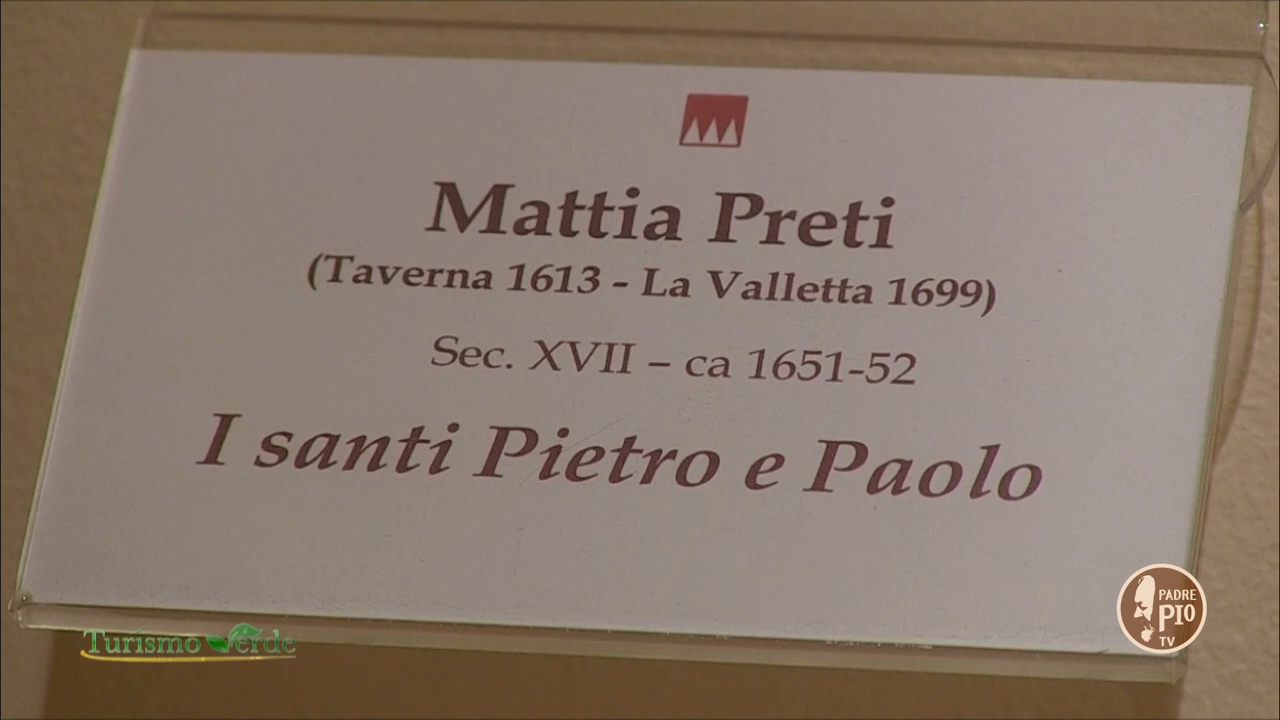 Mattia Preti
(Taverna 1613 - La Valletta 1699)
Sec. XVII – ca 1651-52
I santi Pietro e Paolo
Turismo Verde
PADRE
PIO
TV